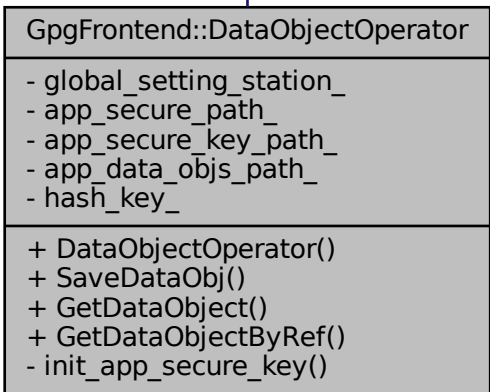 GpgFrontend::DataObjectOperator
- global_setting_station_
- app_secure_path_
- app_secure_key_path_
- app_data_objs_path_
- hash_key_
+ DataObjectOperator()
+ SaveDataObj()
+ GetDataObject()
+ GetDataObjectByRef()
- init_app_secure_key()